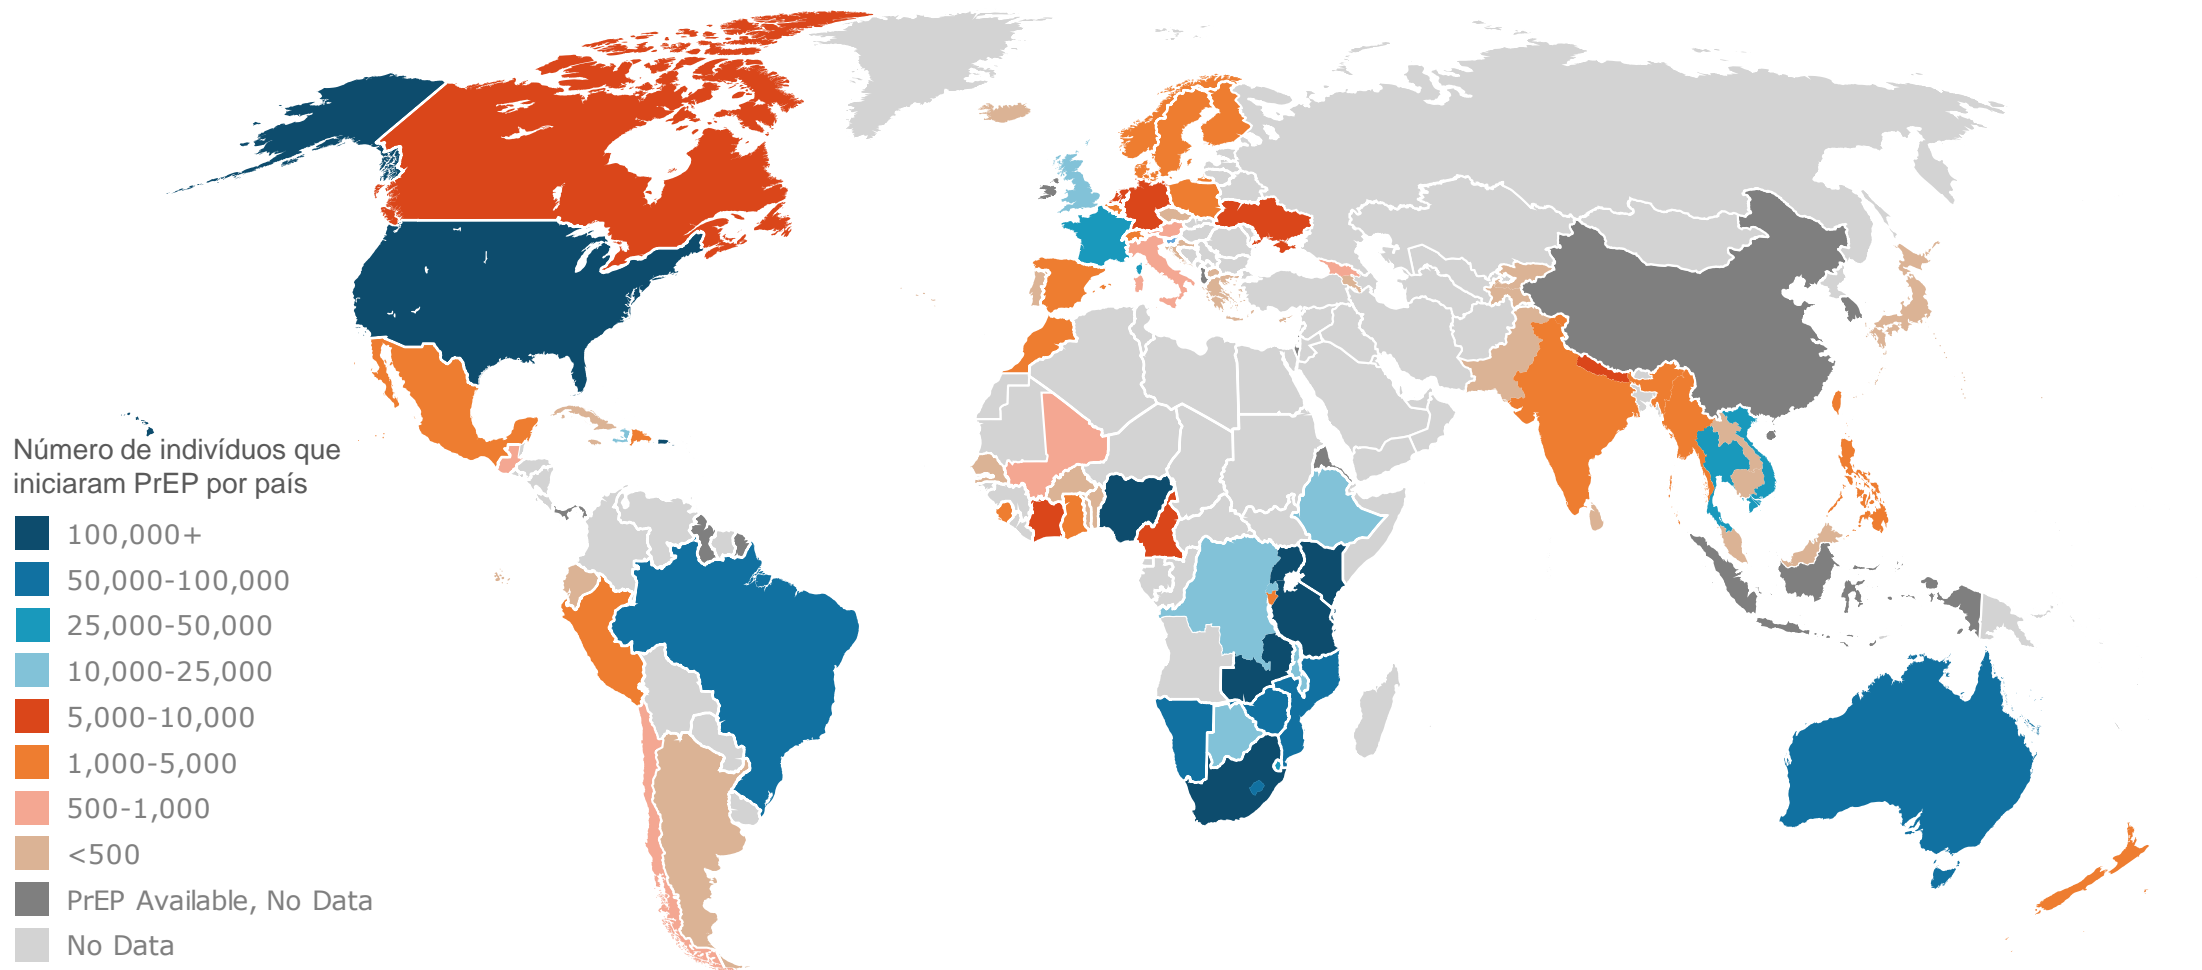 Número de indivíduos que
iniciaram PrEP por país
100,000+
50,000-100,000
25,000-50,000
10,000-25,000
5,000-10,000
1,000-5,000
500-1,000
<500
PrEP Available, No Data
No Data